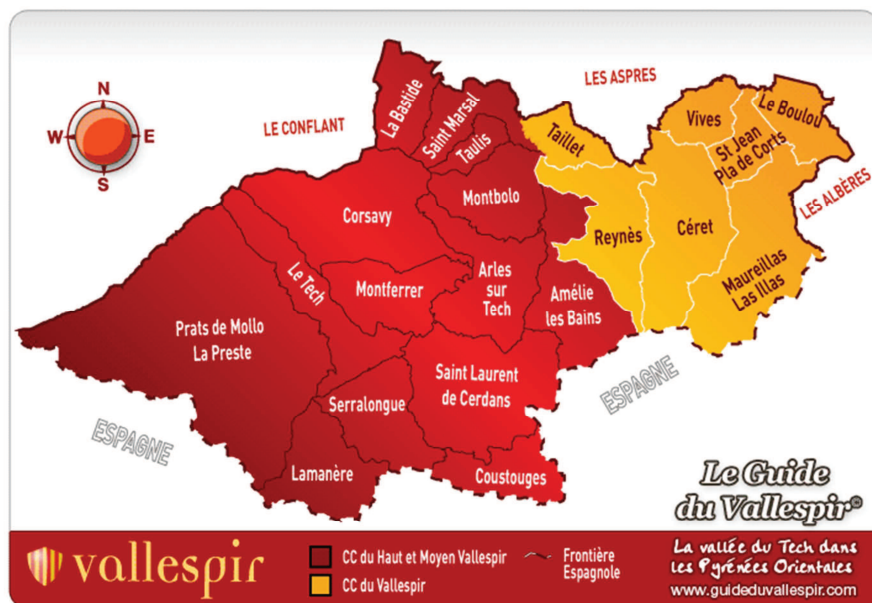 N
W
E
S
LE CONFLANT
LES ASPRES
LES ALBÈRES
La Bastide
Saint Marsal
Taulis
Taillet
Vives
Le Boulou
St Jean
Pla de Corts
Corsavy
Montbolo
Reynès
Céret
Maureillas
Las Illas
Le Tech
Montferrer
Arles
sur
Tech
Amélie
les Bains
Prats de Mollo
La Preste
Saint Laurent
de Cerdans
Serralongue
Lamanère
Coustouges
ESPAGNE
ESPAGNE
Le Guide
du Vallespir©
vallespir
CC du Haut et Moyen Vallespir
CC du Vallespir
Frontière
Espagnole
La vallée du Tech dans
les Pyrénées Orientales
www.guideduvallespir.com